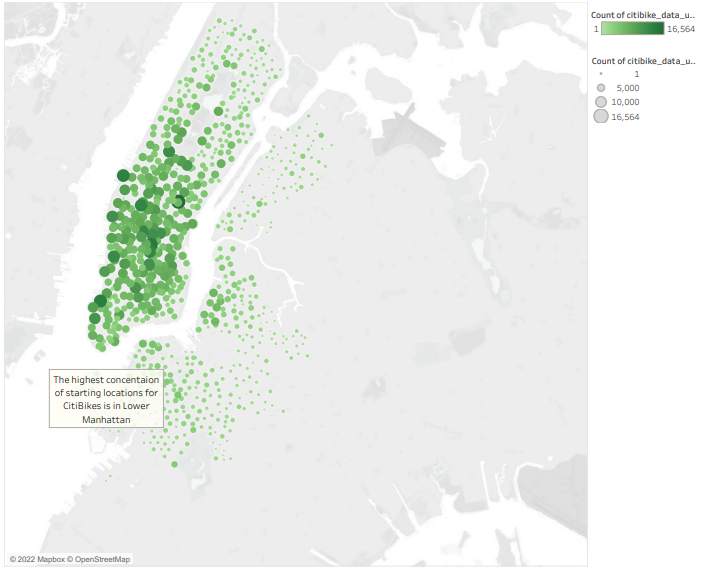 Count of citibike_data_u..
1 16,564
Count of citibike_data_u..
1
5,000
10,000
16,564
The highest concentaion
of starting locations for
CitiBikes is in Lower
Manhattan
© 2022 Mapbox © OpenStreetMap